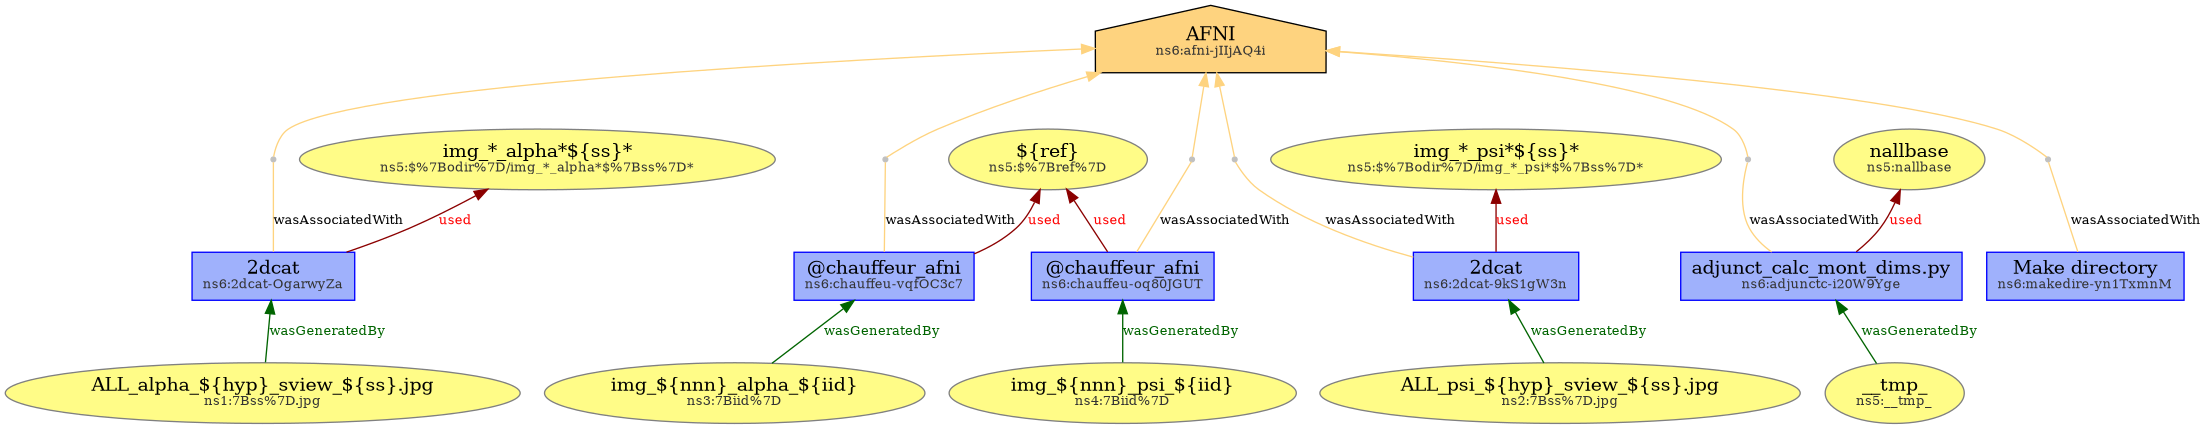 AFNI
ns6:afni-jIIjAQ4i
img_*_alpha*${ss}*
ns5:$%7Bodir%7D/img_*_alpha*$%7Bss%7D*
${ref}
ns5:$%7Bref%7D
img_*_psi*${ss}*
ns5:$%7Bodir%7D/img_*_psi*$%7Bss%7D*
nallbase
ns5:nallbase
wasAssociatedWith
used
wasAssociatedWith
used
used
wasAssociatedWith
wasAssociatedWith
used
wasAssociatedWith
used
wasAssociatedWith
2dcat
ns6:2dcat-OgarwyZa
@chauffeur_afni
ns6:chauffeu-vqfOC3c7
@chauffeur_afni
ns6:chauffeu-oq80JGUT
2dcat
ns6:2dcat-9kS1gW3n
adjunct_calc_mont_dims.py
ns6:adjunctc-i20W9Yge
Make directory
ns6:makedire-yn1TxmnM
wasGeneratedBy
wasGeneratedBy
wasGeneratedBy
wasGeneratedBy
wasGeneratedBy
ALL_alpha_${hyp}_sview_${ss}.jpg
ns1:7Bss%7D.jpg
img_${nnn}_alpha_${iid}
ns3:7Biid%7D
img_${nnn}_psi_${iid}
ns4:7Biid%7D
ALL_psi_${hyp}_sview_${ss}.jpg
ns2:7Bss%7D.jpg
__tmp_
ns5:__tmp_